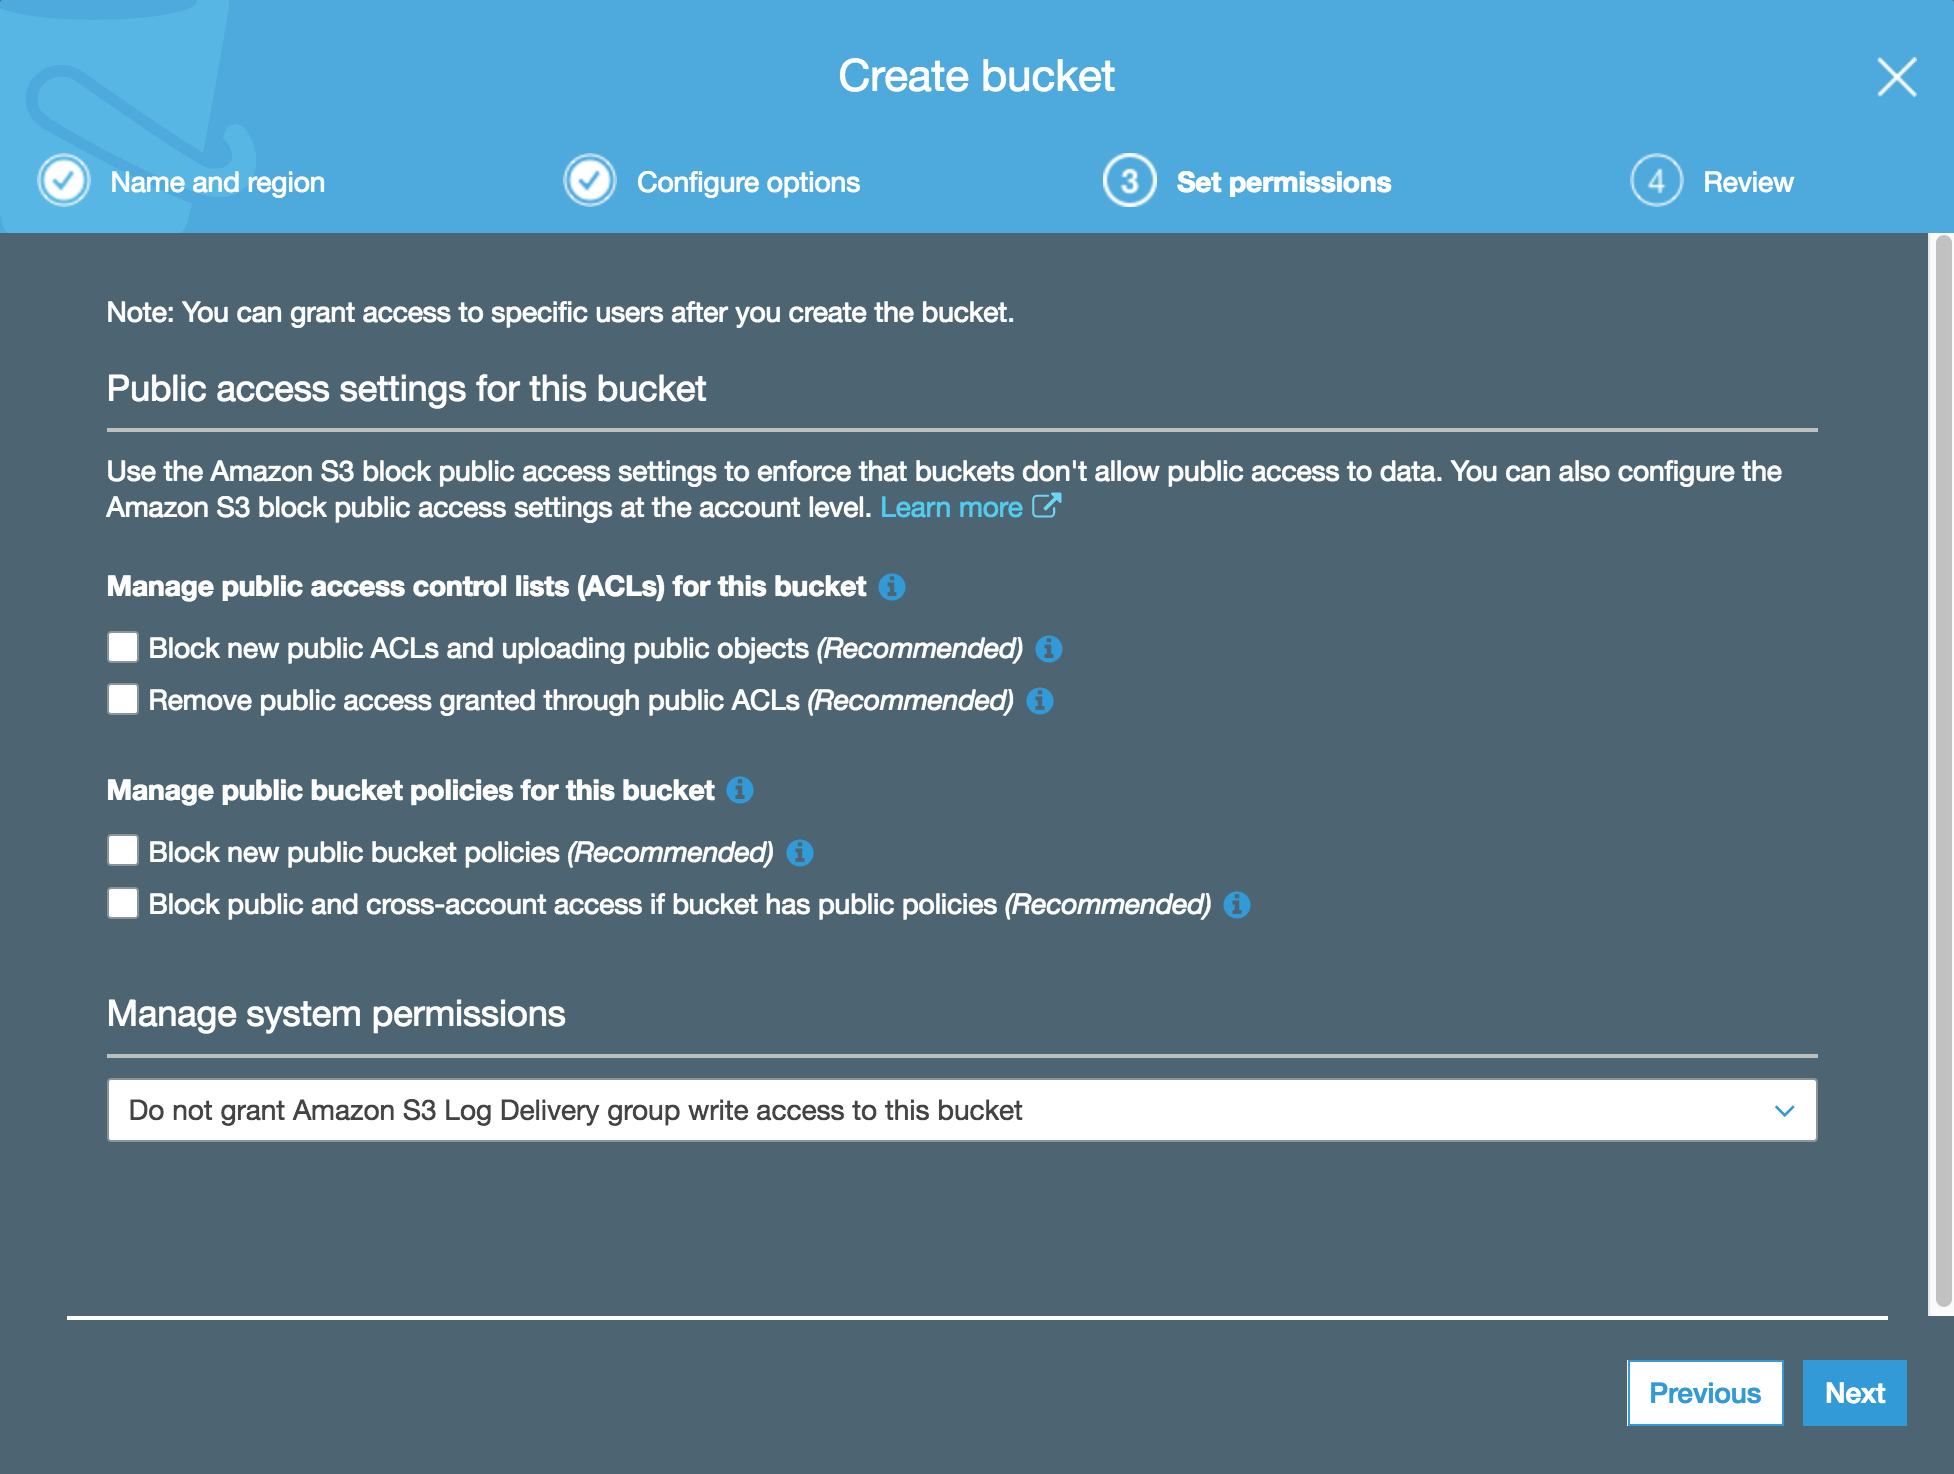 Create bucket
Name and region
Configure options
3 Set permissions
4 Review
Note: You can grant access to specific users after you create the bucket.
Public access settings for this bucket
Use the Amazon S3 block public access settings to enforce that buckets don't allow public access to data. You can also configure the
Amazon S3 block public access settings at the account level. Learn more
Manage public access control lists (ACLs) for this bucket
Block new public ACLs and uploading public objects (Recommended)
Remove public access granted through public ACLs (Recommended)
Manage public bucket policies for this bucket
Block new public bucket policies (Recommended)
Block public and cross-account access if bucket has public policies (Recommended)
Manage system permissions
Do not grant Amazon S3 Log Delivery group write access to this bucket
Previous
Next